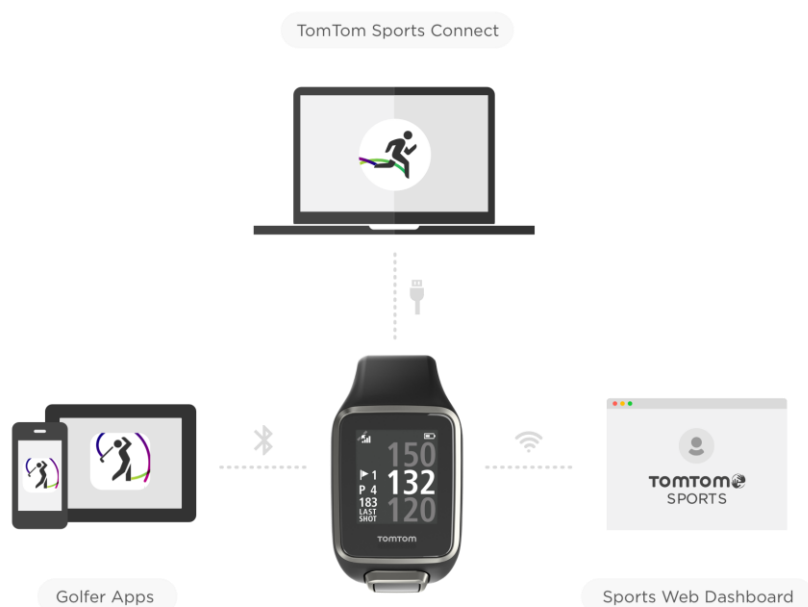 TomTom Sports Connect
150
1
P 4
132
183
LAST
SHOT
120
TOMTOM
TOMTOM
SPORTS
Golfer Apps
Sports Web Dashboard